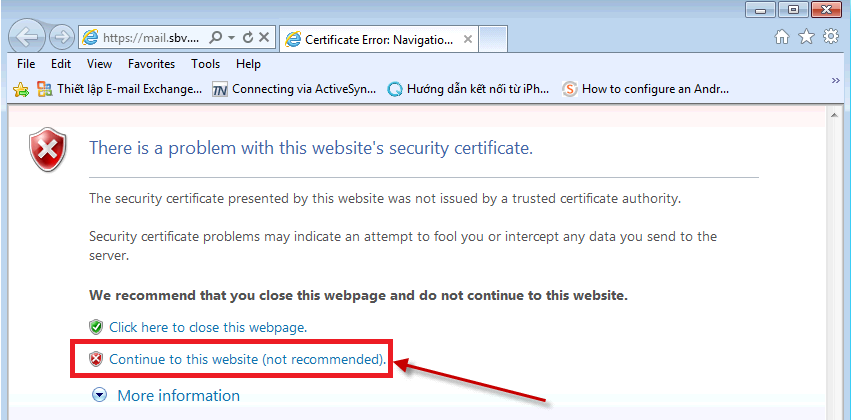 https://mail.sbv...
Certificate Error: Navigatio...
File Edit View Favorites Tools Help
Thiết lập E-mail Exchange... TN Connecting via ActiveSyn... Hướng dẫn kết nối từ iPh... S How to configure an Andr...
There is a problem with this website's security certificate.
The security certificate presented by this website was not issued by a trusted certificate authority.
Security certificate problems may indicate an attempt to fool you or intercept any data you send to the
server.
We recommend that you close this webpage and do not continue to this website.
Click here to close this webpage.
Continue to this website (not recommended).
More information